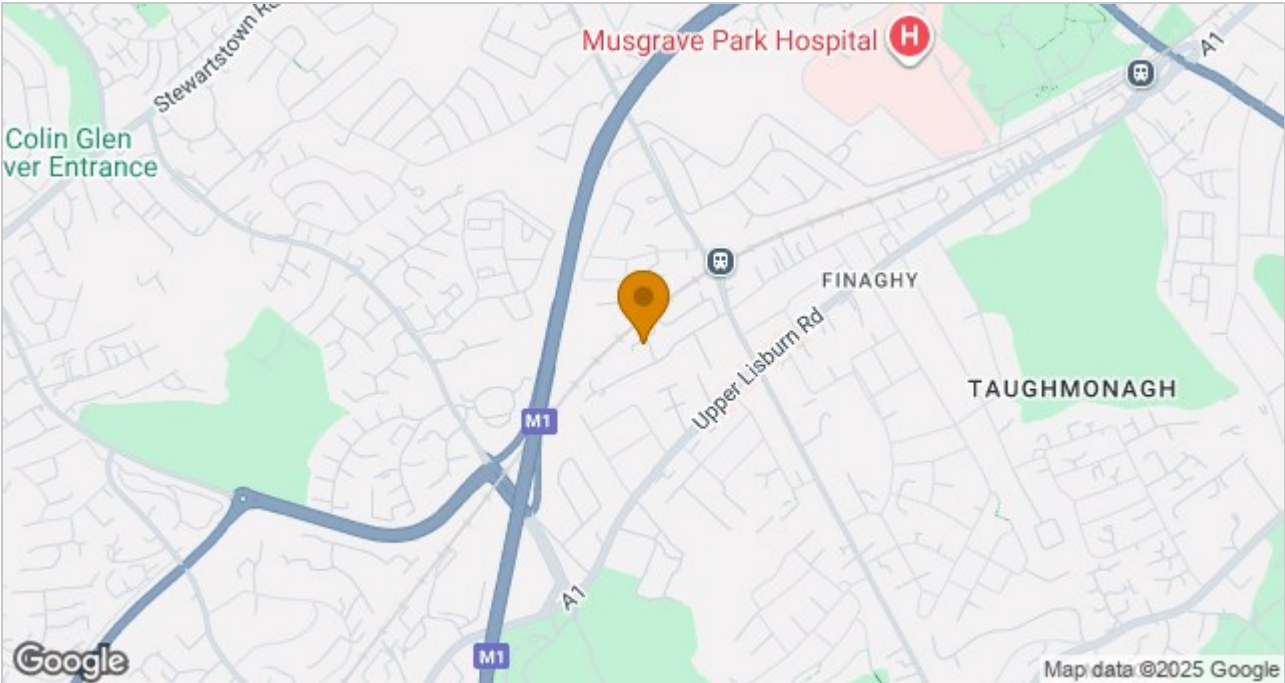 Stewartstown Rd
Musgrave Park Hospital
H
A1
Colin Glen
ver Entrance
FINAGHY
Upper Lisburn Rd
TAUGHMONAGH
M1
A1
M1
Google
Map data ©2025 Google